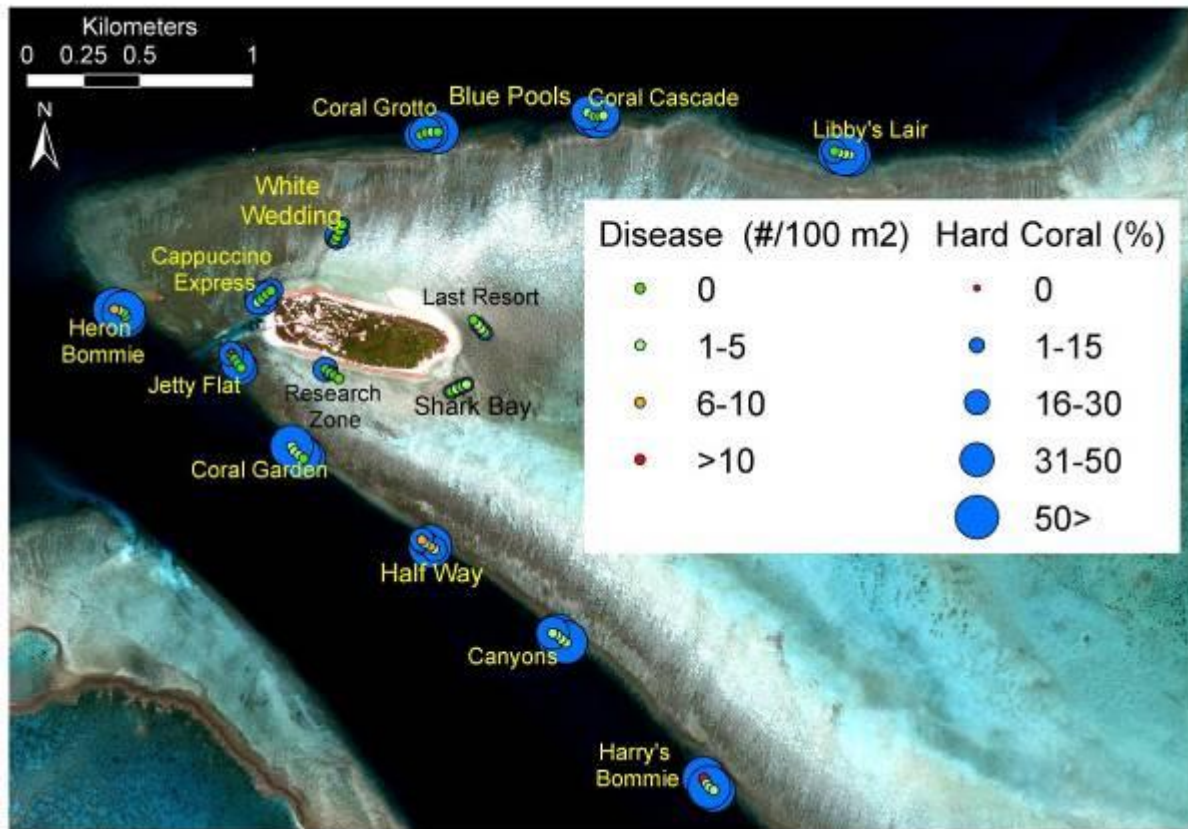 Kilometers
0 0.25 0.5 1
N
Coral Grotto
Blue Pools
Coral Cascade
Libby's Lair
White
Wedding
Cappuccino
Express
Last Resort
Heron
Bommie
Jetty Flat
Research
Zone
Shark Bay
Coral Garden
Half Way
Canyons
Harry's
Bommie
Disease (#/100 m2) Hard Coral (%)
0 0
1-5 1-15
6-10 16-30
>10 31-50
50>